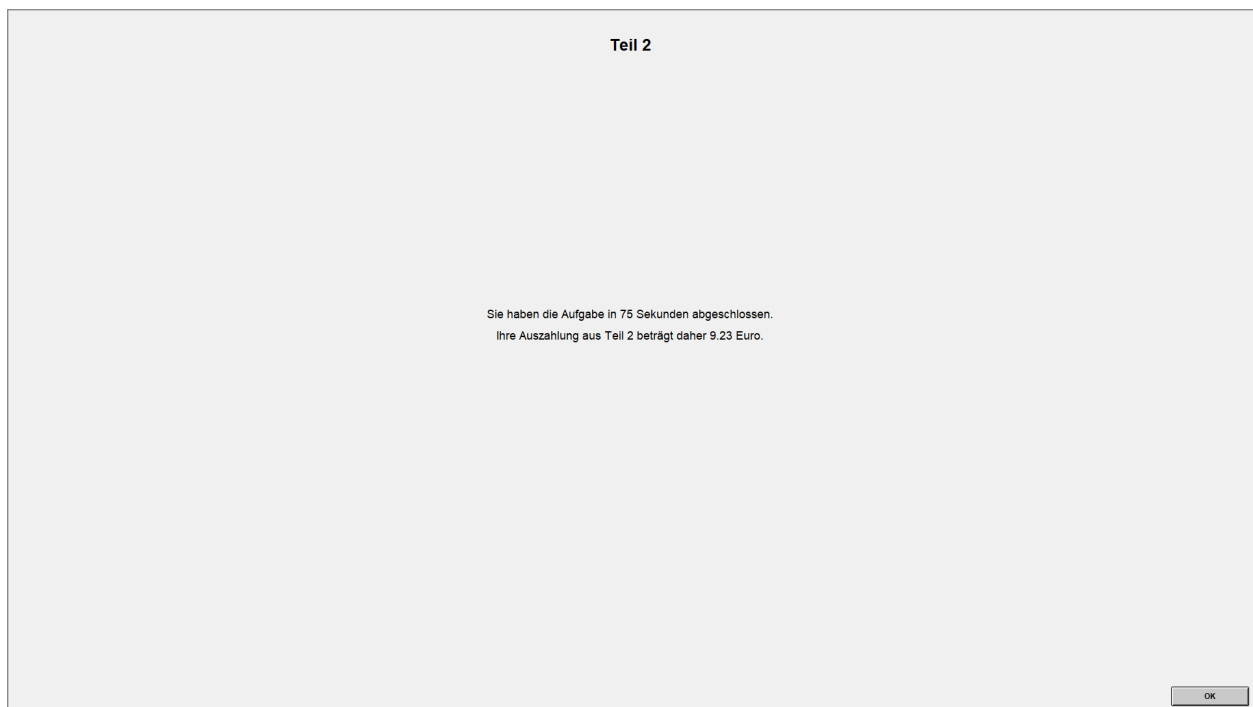 Teil 2
Sie haben die Aufgabe in 75 Sekunden abgeschlossen.
Ihre Auszahlung aus Teil 2 beträgt daher 9.23 Euro.
OK